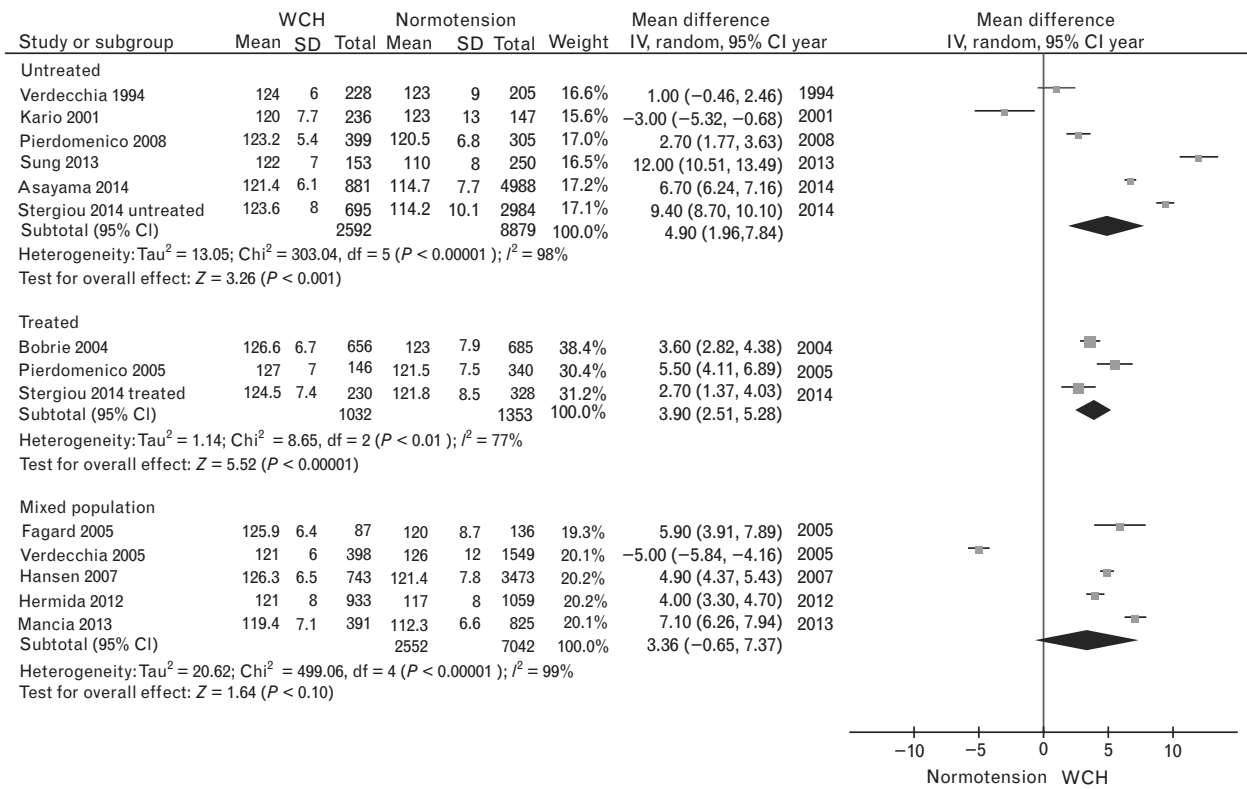 WCH Normotension Mean difference Mean difference
Study or subgroup Mean SD Total Mean SD Total Weight IV, random, 95% CI year IV, random, 95% CI year
Untreated
Verdecchia 1994 124 6 228 123 9 205 16.6% 1.00 (−0.46, 2.46) 1994
Kario 2001 120 7.7 236 123 13 147 15.6% −3.00 (−5.32, −0.68) 2001
Pierdomenico 2008 123.2 5.4 399 120.5 6.8 305 17.0% 2.70 (1.77, 3.63) 2008
Sung 2013 122 7 153 110 8 250 16.5% 12.00 (10.51, 13.49) 2013
Asayama 2014 121.4 6.1 881 114.7 7.7 4988 17.2% 6.70 (6.24, 7.16) 2014
Stergiou 2014 untreated 123.6 8 695 114.2 10.1 2984 17.1% 9.40 (8.70, 10.10) 2014
Subtotal (95% CI) 2592 8879 100.0% 4.90 (1.96,7.84)
Heterogeneity: Tau² = 13.05; Chi² = 303.04, df = 5 (P < 0.00001 ); I² = 98%
Test for overall effect: Z = 3.26 (P < 0.001)
Treated
Bobrie 2004 126.6 6.7 656 123 7.9 685 38.4% 3.60 (2.82, 4.38) 2004
Pierdomenico 2005 127 7 146 121.5 7.5 340 30.4% 5.50 (4.11, 6.89) 2005
Stergiou 2014 treated 124.5 7.4 230 121.8 8.5 328 31.2% 2.70 (1.37, 4.03) 2014
Subtotal (95% CI) 1032 1353 100.0% 3.90 (2.51, 5.28)
Heterogeneity: Tau² = 1.14; Chi² = 8.65, df = 2 (P < 0.01 ); I² = 77%
Test for overall effect: Z = 5.52 (P < 0.00001)
Mixed population
Fagard 2005 125.9 6.4 87 120 8.7 136 19.3% 5.90 (3.91, 7.89) 2005
Verdecchia 2005 121 6 398 126 12 1549 20.1% −5.00 (−5.84, −4.16) 2005
Hansen 2007 126.3 6.5 743 121.4 7.8 3473 20.2% 4.90 (4.37, 5.43) 2007
Hermida 2012 121 8 933 117 8 1059 20.2% 4.00 (3.30, 4.70) 2012
Mancia 2013 119.4 7.1 391 112.3 6.6 825 20.1% 7.10 (6.26, 7.94) 2013
Subtotal (95% CI) 2552 7042 100.0% 3.36 (−0.65, 7.37)
Heterogeneity: Tau² = 20.62; Chi² = 499.06, df = 4 (P < 0.00001 ); I² = 99%
Test for overall effect: Z = 1.64 (P < 0.10)
−10 −5 0 5 10
Normotension WCH